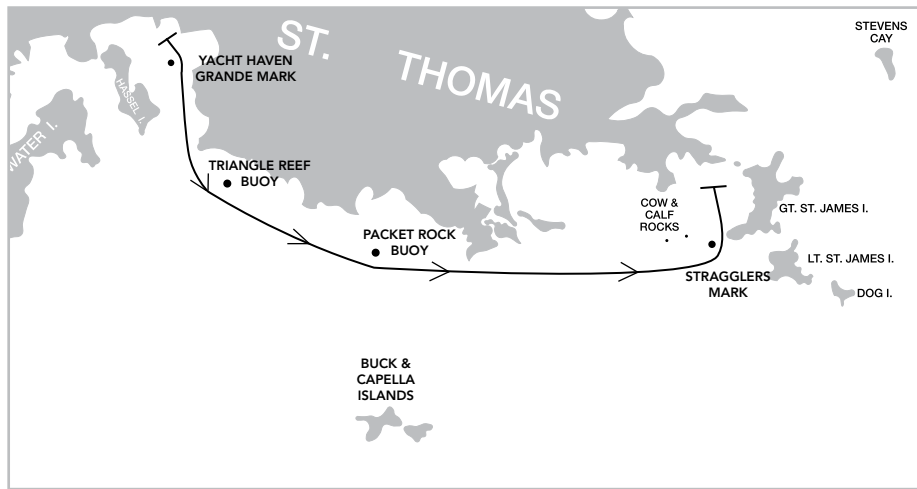 ST. THOMAS
STEVENS
CAY
YACHT HAVEN
GRANDE MARK
HASSEL I.
WATER I.
TRIANGLE REEF
BUOY
COW &
CALF
ROCKS
GT. ST. JAMES I.
PACKET ROCK
BUOY
LT. ST. JAMES I.
STRAGGLERS
MARK
DOG I.
BUCK &
CAPELLA
ISLANDS